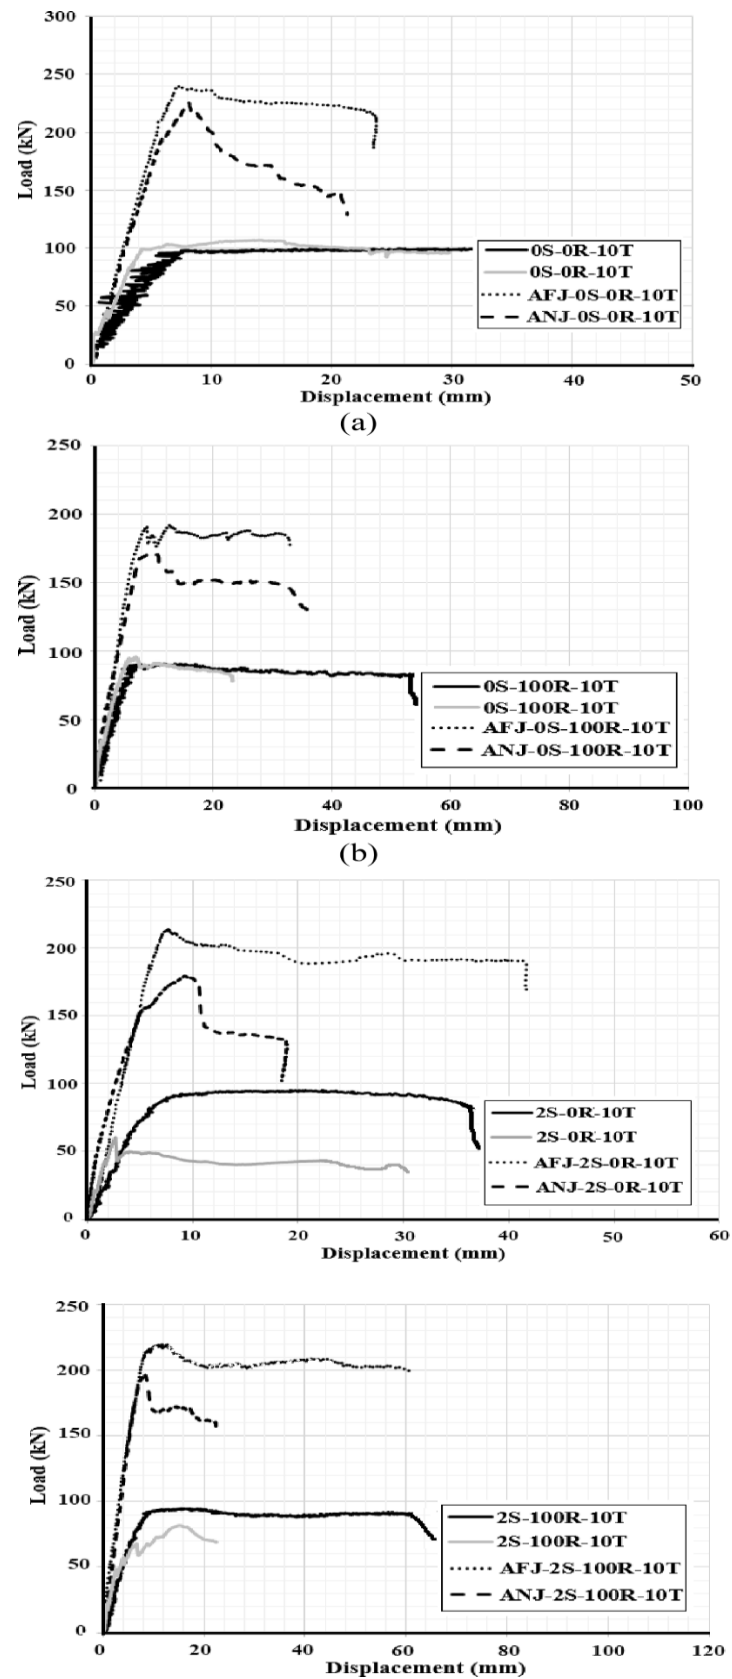 300
250
200
150
100
50
0
Load (kN)
0S-0R-10T
0S-0R-10T
AFJ-0S-0R-10T
ANJ-0S-0R-10T
0 10 20 30 40 50
Displacement (mm)
(a)
250
200
150
100
50
0
Load (kN)
0S-100R-10T
0S-100R-10T
AFJ-0S-100R-10T
ANJ-0S-100R-10T
0 20 40 60 80 100
Displacement (mm)
(b)
250
200
150
100
50
0
Load (kN)
2S-0R-10T
2S-0R-10T
AFJ-2S-0R-10T
ANJ-2S-0R-10T
0 10 20 30 40 50 60
Displacement (mm)
250
200
150
100
50
0
Load (kN)
2S-100R-10T
2S-100R-10T
AFJ-2S-100R-10T
ANJ-2S-100R-10T
0 20 40 60 80 100 120
Displacement (mm)